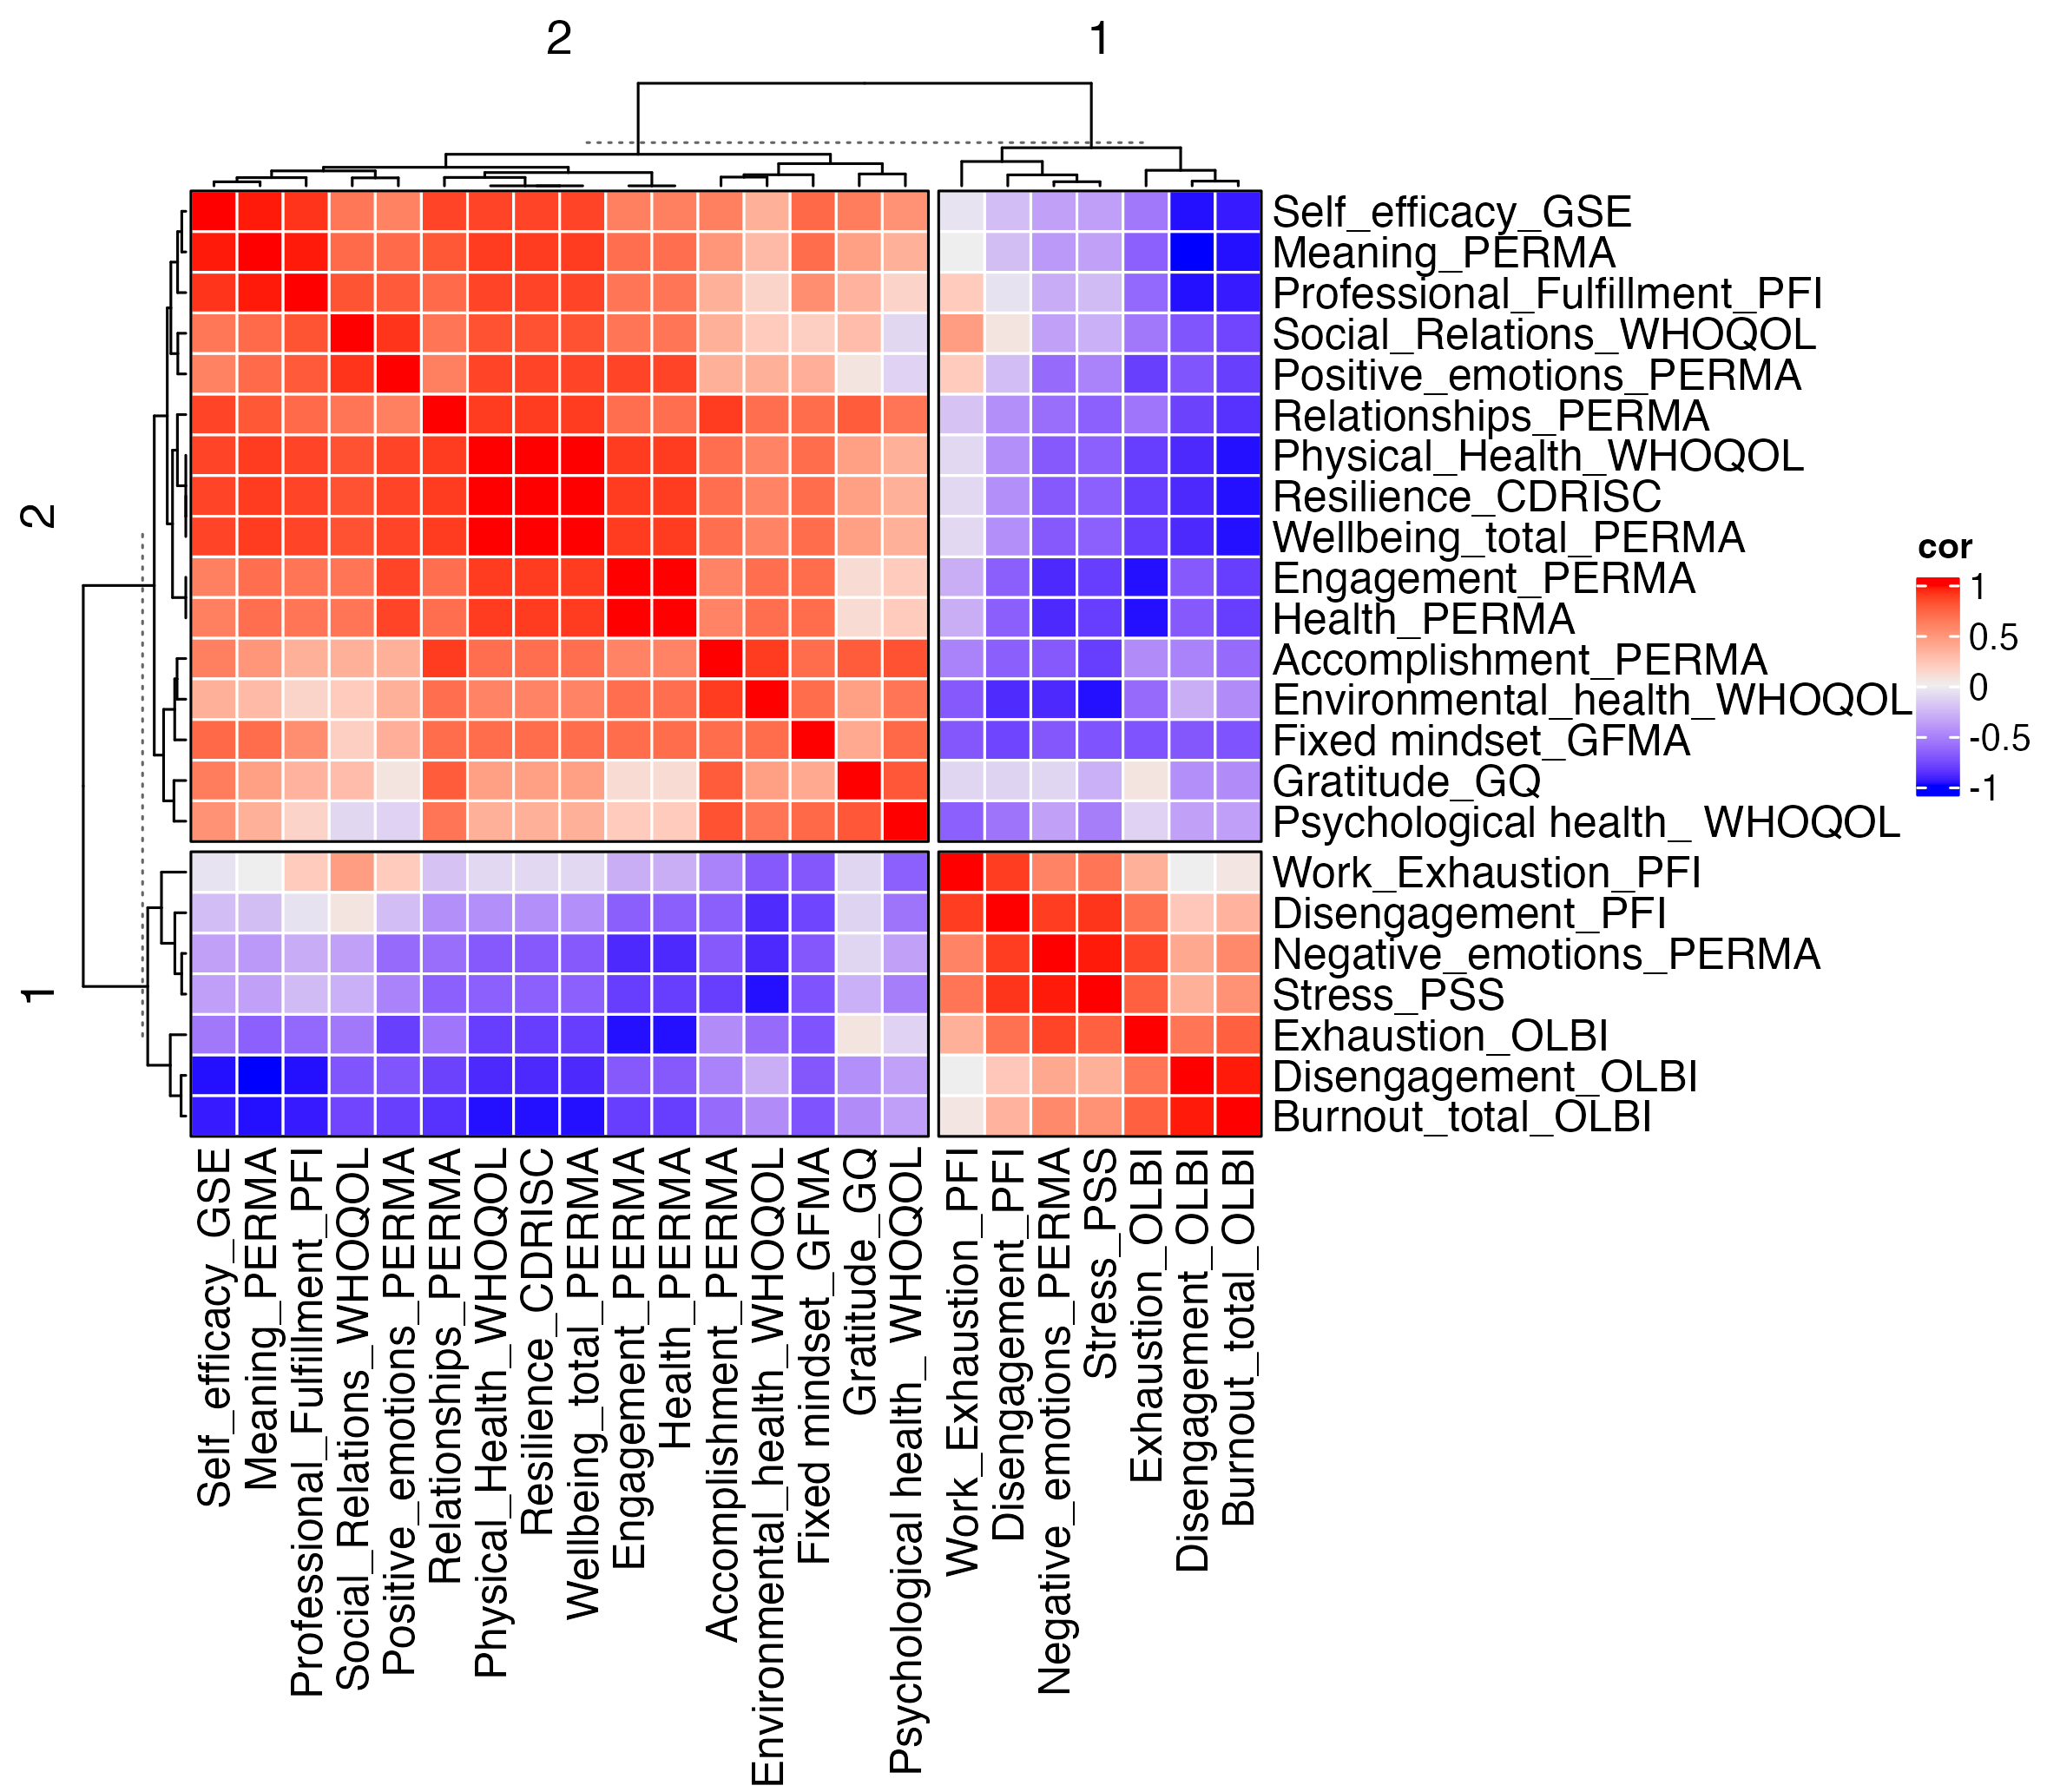 2
1
2
1
Self_efficacy_GSE
Meaning_PERMA
Professional_Fulfillment_PFI
Social_Relations_WHOQOL
Positive_emotions_PERMA
Relationships_PERMA
Physical_Health_WHOQOL
Resilience_CDRISC
Wellbeing_total_PERMA
Engagement_PERMA
Health_PERMA
Accomplishment_PERMA
Environmental_health_WHOQOL
Fixed mindset_GFMA
Gratitude_GQ
Psychological health_ WHOQOL
Work_Exhaustion_PFI
Disengagement_PFI
Negative_emotions_PERMA
Stress_PSS
Exhaustion_OLBI
Disengagement_OLBI
Burnout_total_OLBI
cor
1
0.5
0
-0.5
-1
Self_efficacy_GSE
Meaning_PERMA
Professional_Fulfillment_PFI
Social_Relations_WHOQOL
Positive_emotions_PERMA
Relationships_PERMA
Physical_Health_WHOQOL
Resilience_CDRISC
Wellbeing_total_PERMA
Engagement_PERMA
Health_PERMA
Accomplishment_PERMA
Environmental_health_WHOQOL
Fixed mindset_GFMA
Gratitude_GQ
Psychological health_ WHOQOL
Work_Exhaustion_PFI
Disengagement_PFI
Negative_emotions_PERMA
Stress_PSS
Exhaustion_OLBI
Disengagement_OLBI
Burnout_total_OLBI